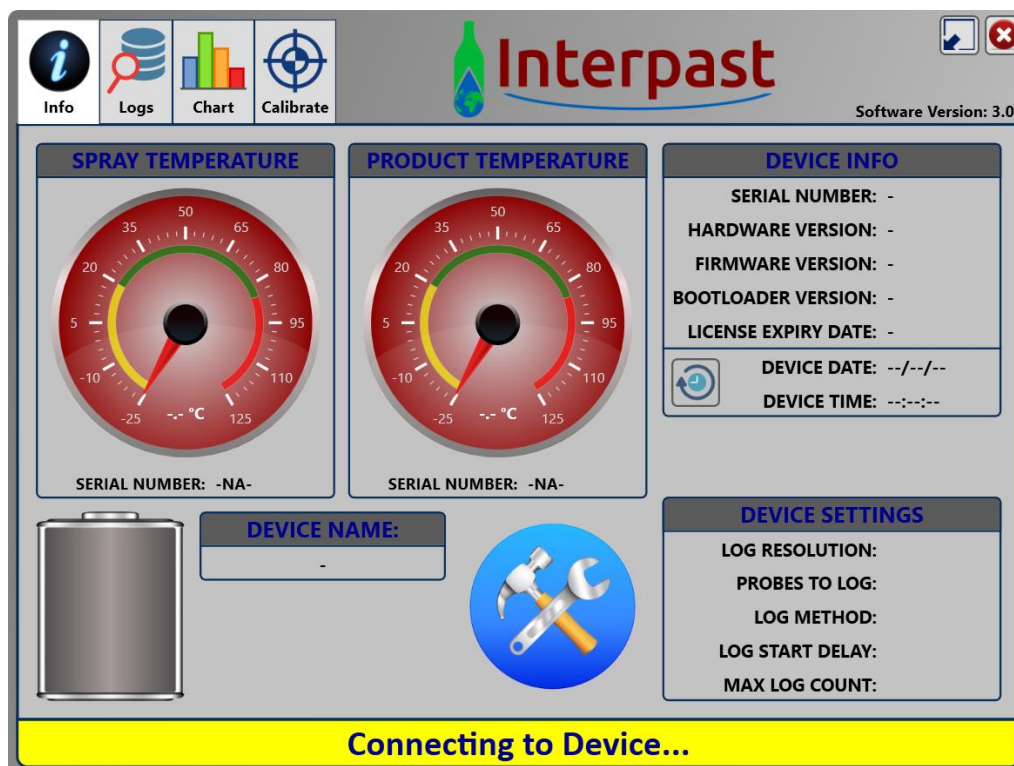 Info
Logs
Chart
Calibrate
Interpast
Software Version: 3.0
SPRAY TEMPERATURE
-25
-10
5
20
35
50
65
80
95
110
125
-.- °C
SERIAL NUMBER: -NA-
PRODUCT TEMPERATURE
-25
-10
5
20
35
50
65
80
95
110
125
-.- °C
SERIAL NUMBER: -NA-
DEVICE INFO
SERIAL NUMBER: -
HARDWARE VERSION: -
FIRMWARE VERSION: -
BOOTLOADER VERSION: -
LICENSE EXPIRY DATE: -
DEVICE DATE: --/--/--
DEVICE TIME: --:--:--
DEVICE NAME:
-
DEVICE SETTINGS
LOG RESOLUTION:
PROBES TO LOG:
LOG METHOD:
LOG START DELAY:
MAX LOG COUNT:
Connecting to Device...